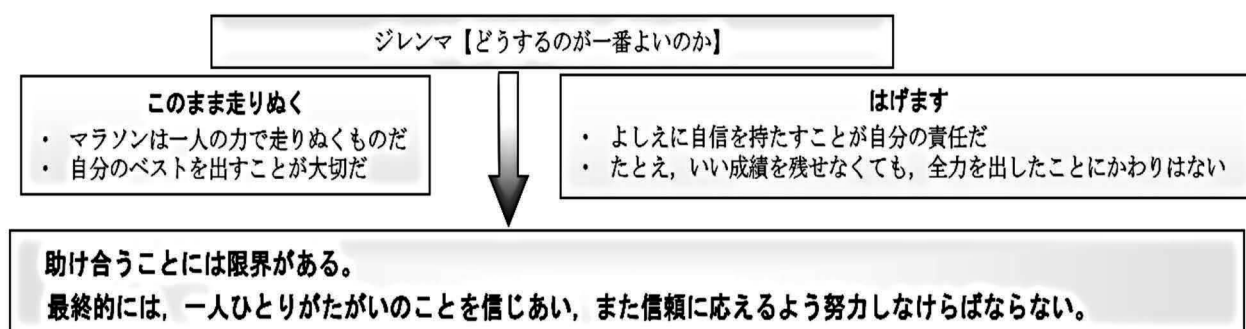 ジレンマ【どうするのが一番よいのか】
このまま走りぬく
・ マラソンは一人の力で走りぬくものだ
・ 自分のベストを出すことが大切だ
はげます
・ よしえに自信を持たすことが自分の責任だ
・ たとえ，いい成績を残せなくても，全力を出したことにかわりはない
助け合うことには限界がある。
最終的には，一人ひとりがたがいのことを信じあい，また信頼に応えるよう努力しなけらばならない。